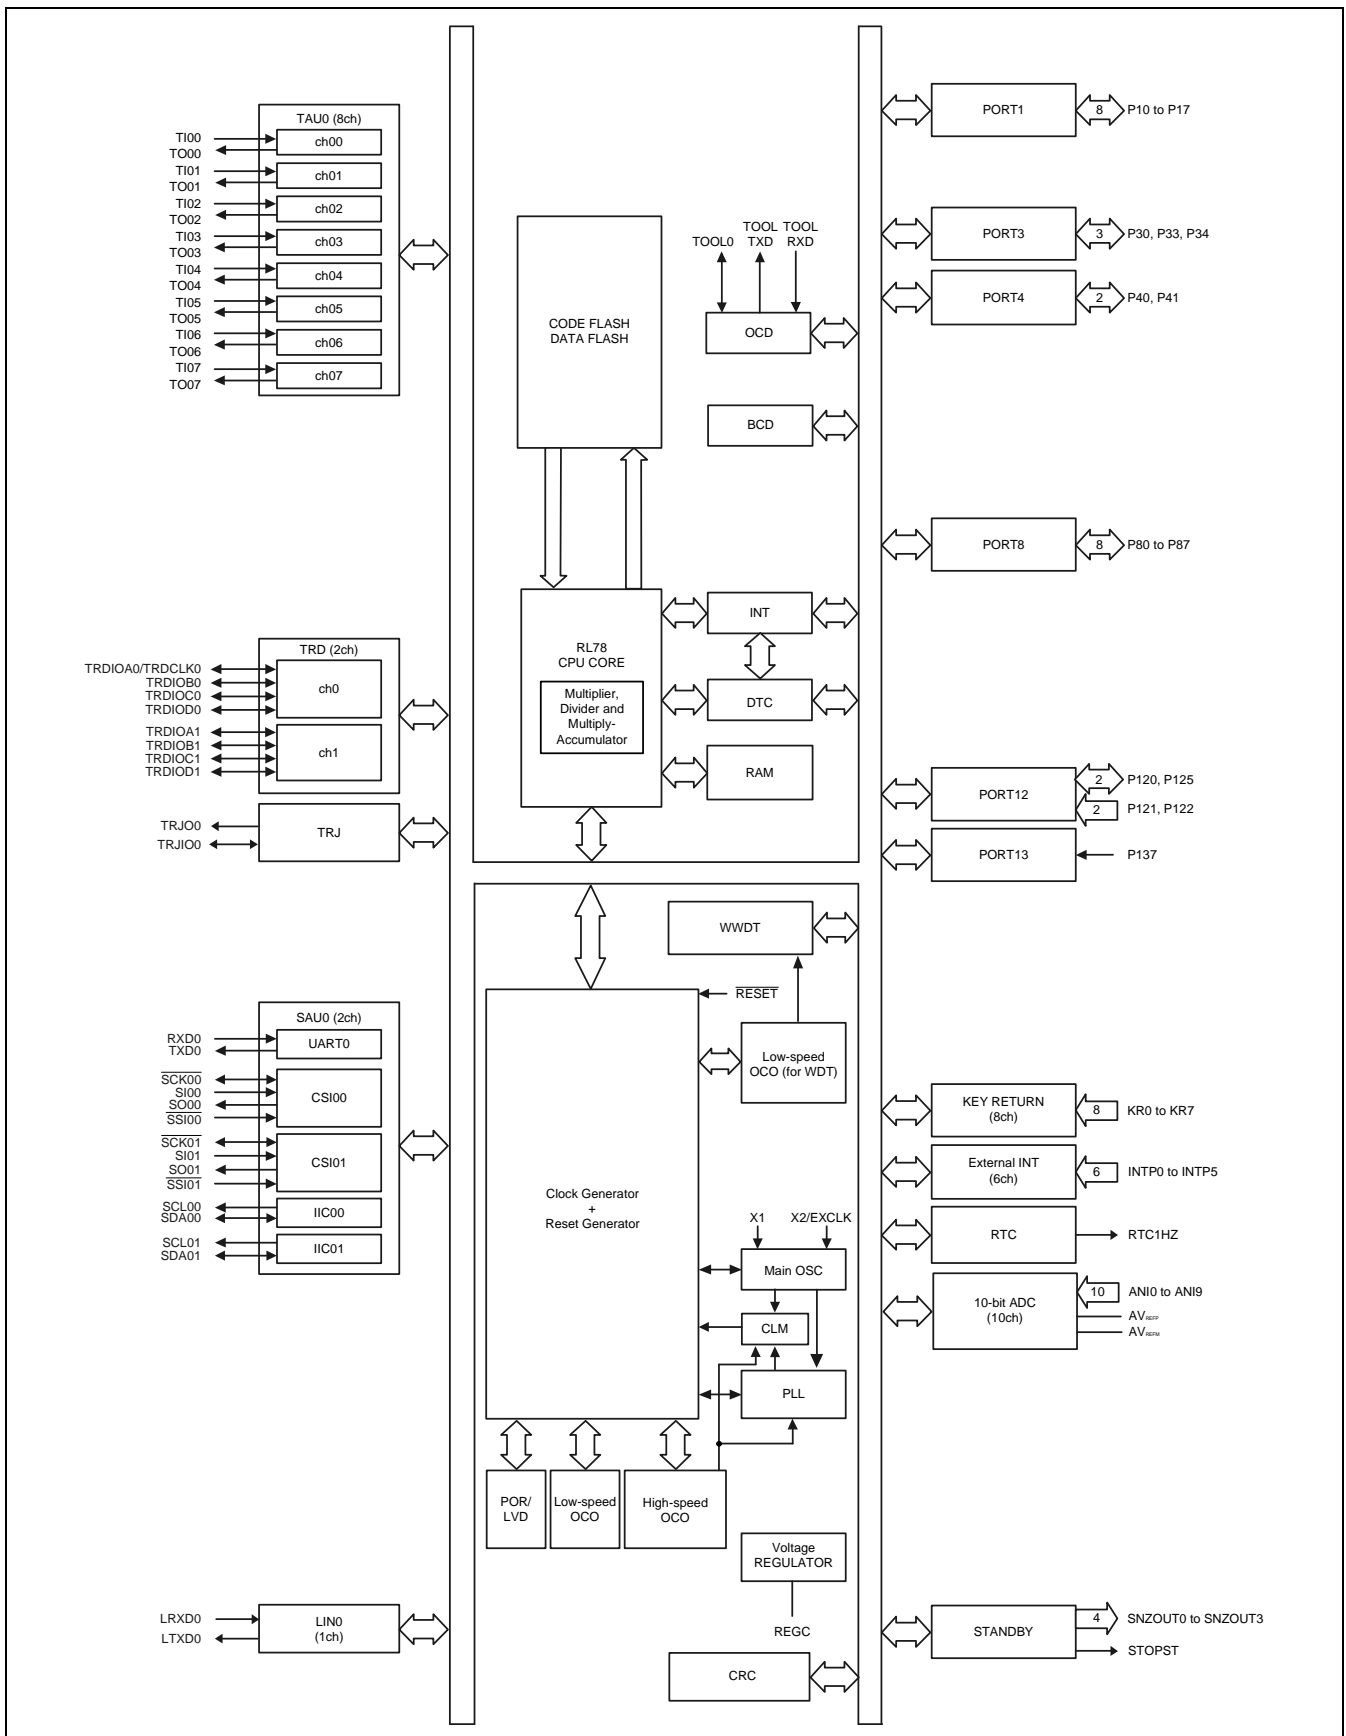 TAU0 (8ch)
TI00
TO00
ch00
TI01
TO01
ch01
TI02
TO02
ch02
TI03
TO03
ch03
TI04
TO04
ch04
TI05
TO05
ch05
TI06
TO06
ch06
TI07
TO07
ch07
TRD (2ch)
TRDIOA0/TRDCLK0
TRDIOB0
TRDIOC0
TRDIOD0
ch0
TRDIOA1
TRDIOB1
TRDIOC1
TRDIOD1
ch1
TRJO0
TRJIO0
TRJ
SAU0 (2ch)
RXD0
TXD0
UART0
SCK00
SI00
SO00
SSI00
CSI00
SCK01
SI01
SO01
SSI01
CSI01
SCL00
SDA00
IIC00
SCL01
SDA01
IIC01
LRXD0
LTXD0
LIN0
(1ch)
CODE FLASH
DATA FLASH
TOOL0
TOOL
TXD
TOOL
RXD
OCD
BCD
RL78
CPU CORE
Multiplier,
Divider and
Multiply-
Accumulator
INT
DTC
RAM
WWDT
RESET
Low-speed
OCO (for WDT)
Clock Generator
+
Reset Generator
X1
X2/EXCLK
Main OSC
CLM
PLL
POR/
LVD
Low-speed
OCO
High-speed
OCO
Voltage
REGULATOR
REGC
CRC
PORT1
8
P10 to P17
PORT3
3
P30, P33, P34
PORT4
2
P40, P41
PORT8
8
P80 to P87
PORT12
2
P120, P125
2
P121, P122
PORT13
P137
KEY RETURN
(8ch)
8
KR0 to KR7
External INT
(6ch)
6
INTP0 to INTP5
RTC
RTC1HZ
10-bit ADC
(10ch)
10
ANI0 to ANI9
AVREFP
AVREFM
STANDBY
4
SNZOUT0 to SNZOUT3
STOPST